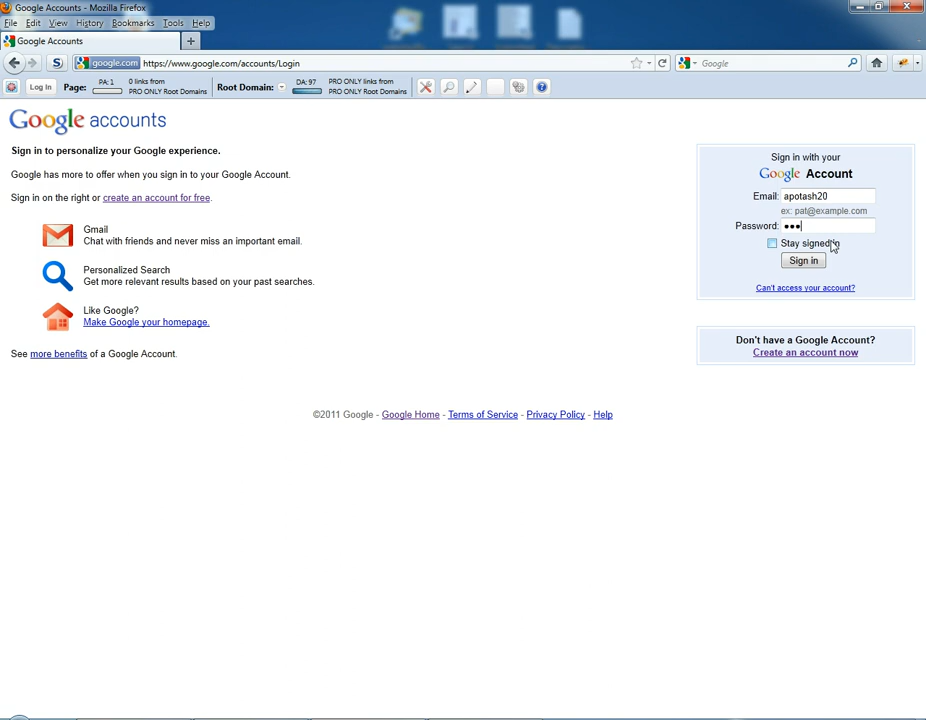 Google Accounts - Mozilla Firefox
File Edit View History Bookmarks Tools Help
Google Accounts
google.com https://www.google.com/accounts/Login
Google
Log In Page: PA: 1 0 links from PRO ONLY Root Domains Root Domain: DA: 97 PRO ONLY links from PRO ONLY Root Domains
Google accounts
Sign in to personalize your Google experience.
Google has more to offer when you sign in to your Google Account.
Sign in on the right or create an account for free.
Gmail
Chat with friends and never miss an important email.
Personalized Search
Get more relevant results based on your past searches.
Like Google?
Make Google your homepage.
See more benefits of a Google Account.
Sign in with your
Google Account
Email: apotash20
ex: pat@example.com
Password: •••
Stay signed in
Sign in
Can't access your account?
Don't have a Google Account?
Create an account now
©2011 Google - Google Home - Terms of Service - Privacy Policy - Help